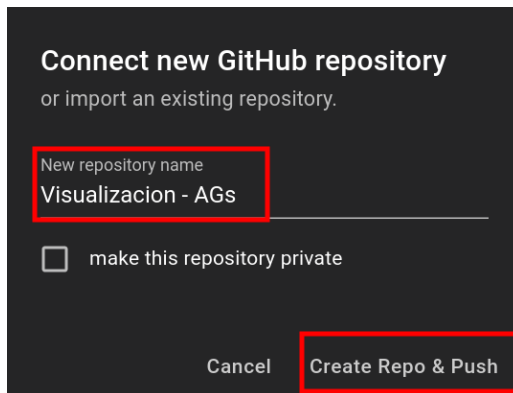 Connect new GitHub repository
or import an existing repository.
New repository name
Visualizacion - AGs
make this repository private
Cancel
Create Repo & Push